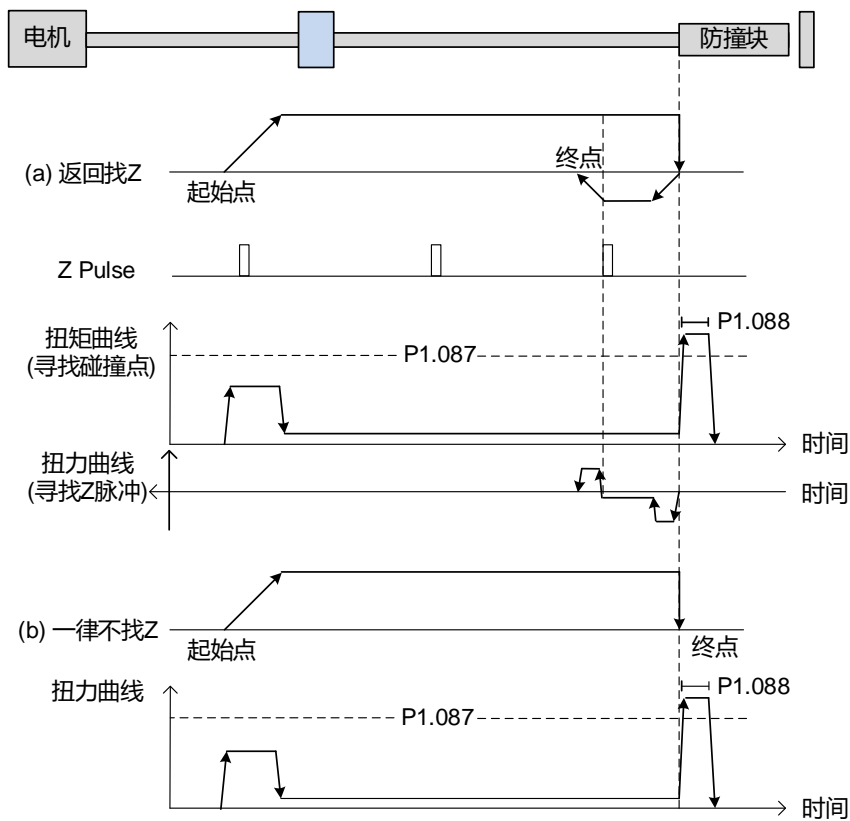 电机
防撞块
终点
(a) 返回找Z
起始点
Z Pulse
P1.088
扭矩曲线
(寻找碰撞点)
P1.087
时间
扭力曲线
(寻找Z脉冲)
时间
(b) 一律不找Z
起始点
终点
扭力曲线
P1.088
P1.087
时间